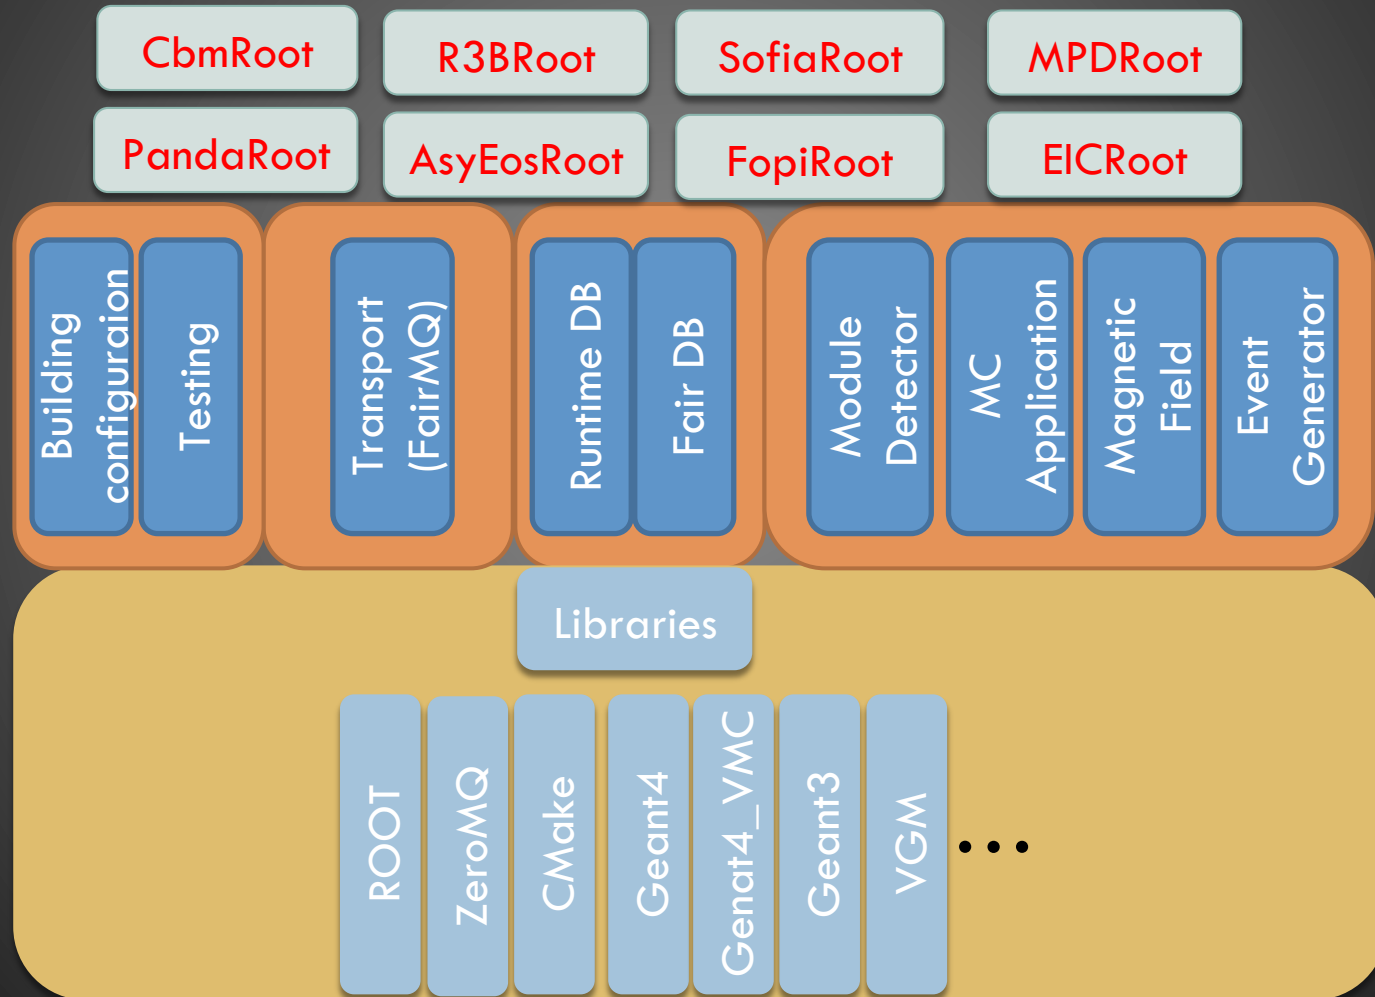 CbmRoot
R3BRoot
SofiaRoot
MPDRoot
PandaRoot
AsyEosRoot
FopiRoot
EICRoot
Building
configuraion
Testing
Transport
(FairMQ)
Runtime DB
Fair DB
Module
Detector
MC
Application
Magnetic
Field
Event
Generator
Libraries
ROOT
ZeroMQ
CMake
Geant4
Genat4_VMC
Geant3
VGM
...